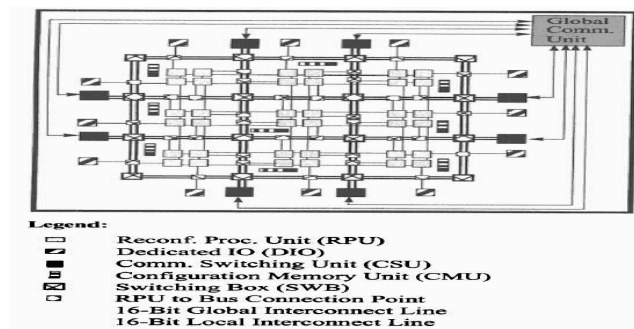 Global
Comm.
Unit
Legend:
Reconf. Proc. Unit (RPU)
Dedicated IO (DIO)
Comm. Switching Unit (CSU)
Configuration Memory Unit (CMU)
Switching Box (SWB)
RPU to Bus Connection Point
16-Bit Global Interconnect Line
16-Bit Local Interconnect Line